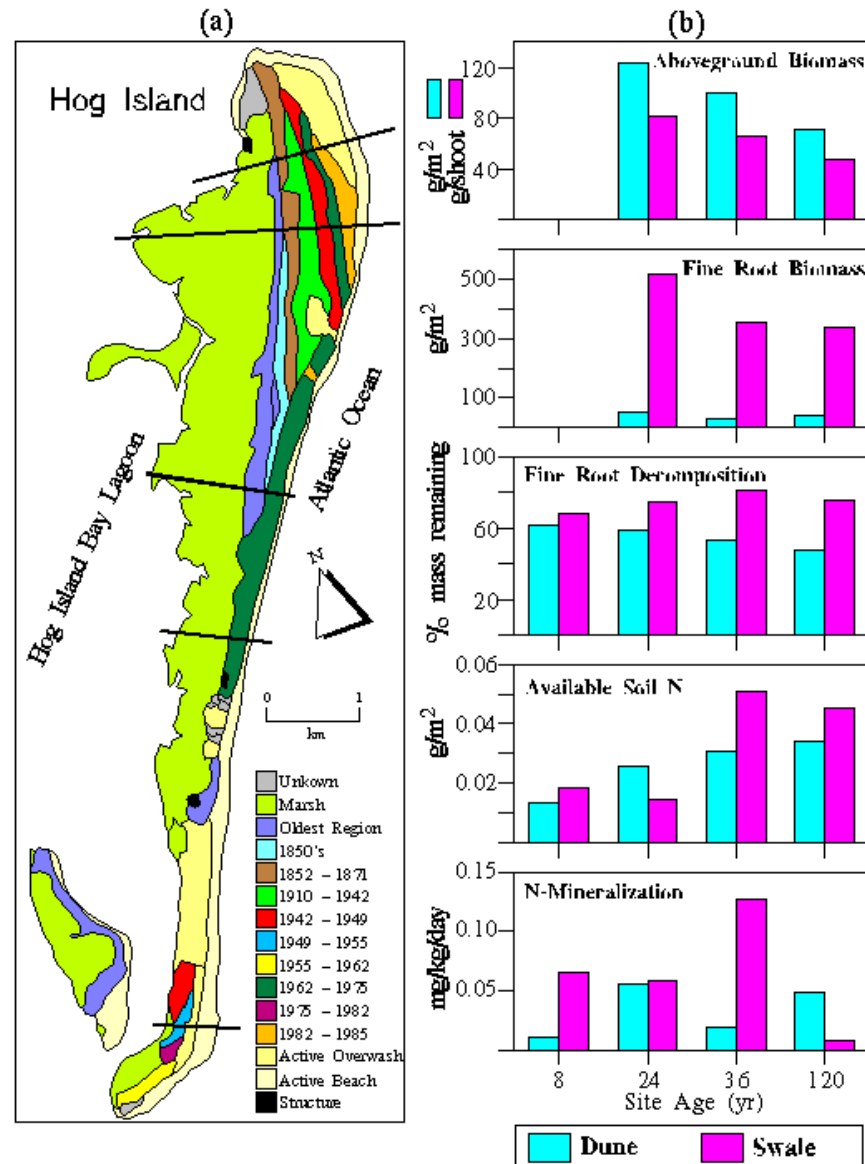 (a)
Hog Island
Hog Island Bay Lagoon
Atlantic Ocean
N
0 1
km
Unkown
Marsh
Oldest Region
1850's
1852 – 1871
1910 – 1942
1942 – 1949
1949 – 1955
1955 – 1962
1962 – 1975
1975 – 1982
1982 – 1985
Active Overwash
Active Beach
Structure
(b)
Aboveground Biomass
g/m²
g/shoot
120
80
40
Fine Root Biomass
g/m²
500
300
100
Fine Root Decomposition
% mass remaining
100
60
20
Available Soil N
g/m²
0.06
0.04
0.02
N-Mineralization
mg/kg/day
0.15
0.10
0.05
8 24 36 120
Site Age (yr)
Dune Swale